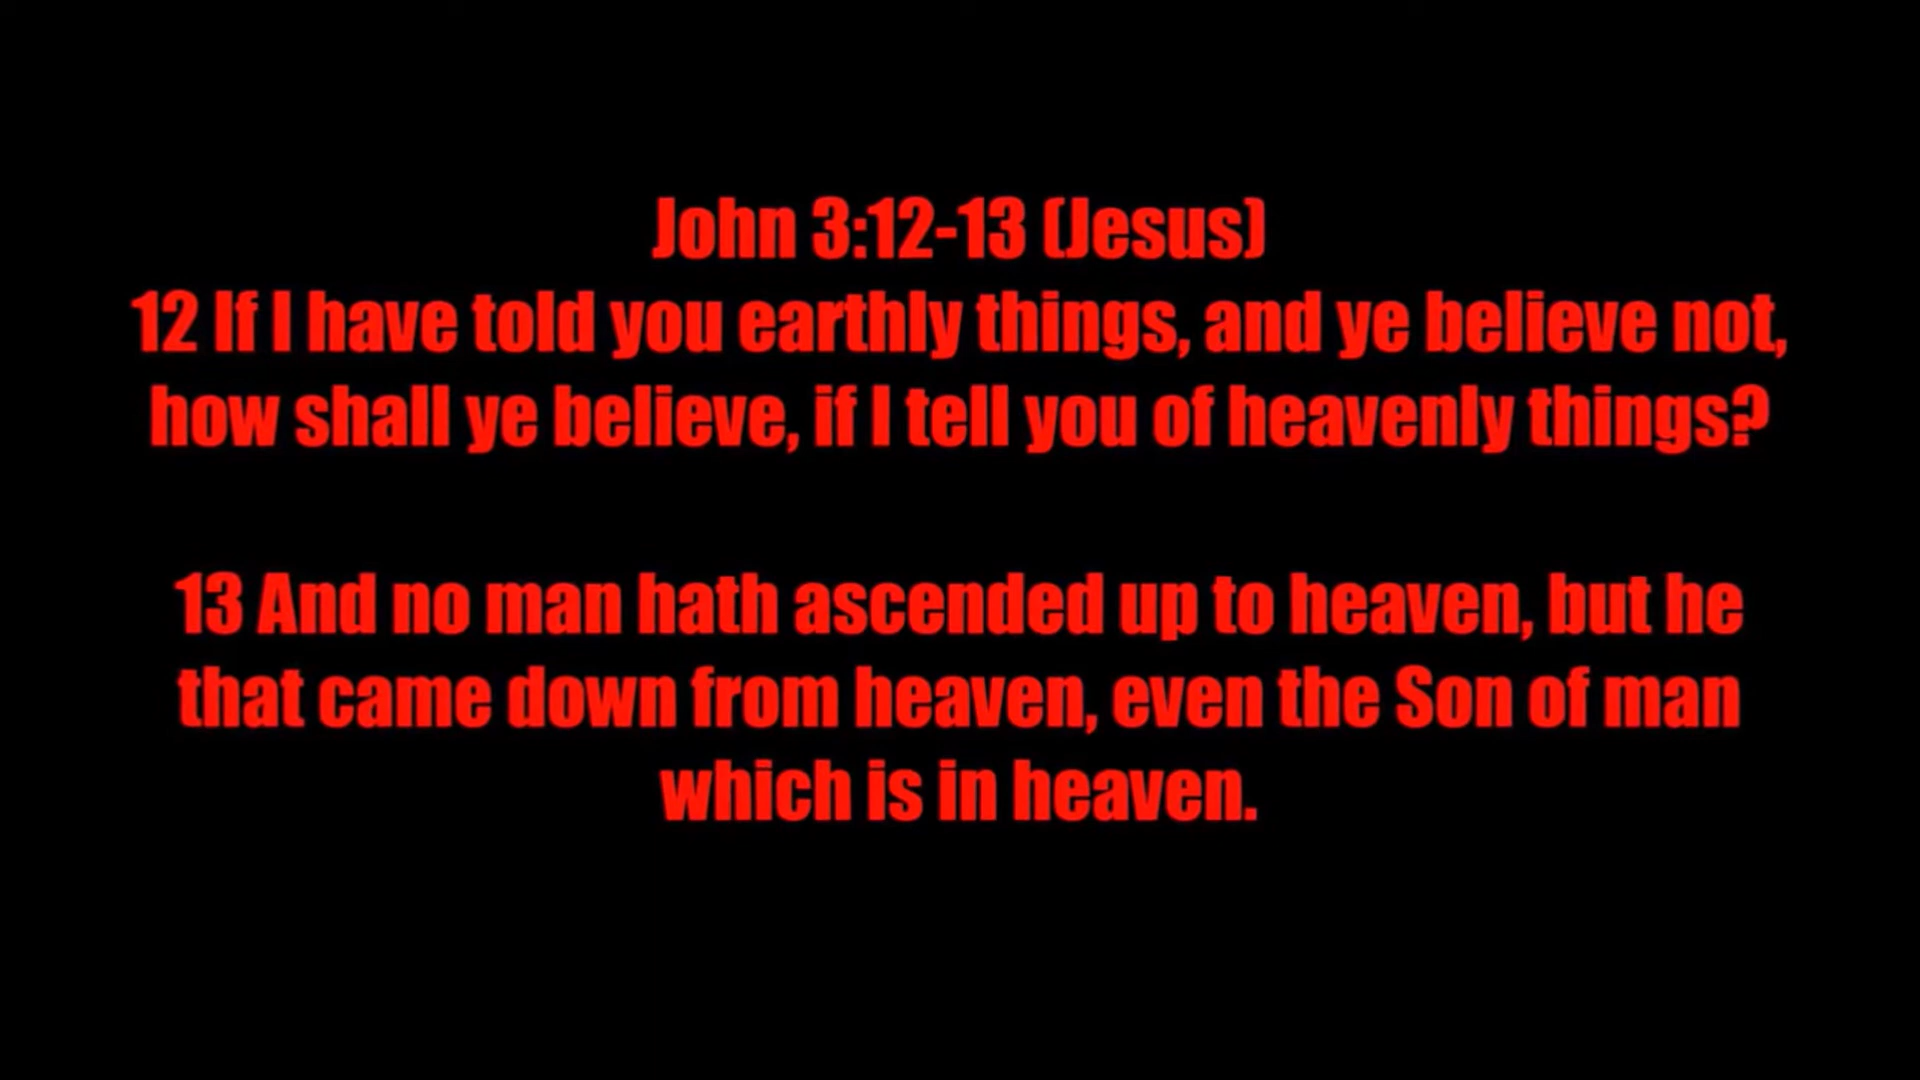 John 3:12-13 (Jesus)
12 If I have told you earthly things, and ye believe not,
how shall ye believe, if I tell you of heavenly things?
13 And no man hath ascended up to heaven, but he
that came down from heaven, even the Son of man
which is in heaven.